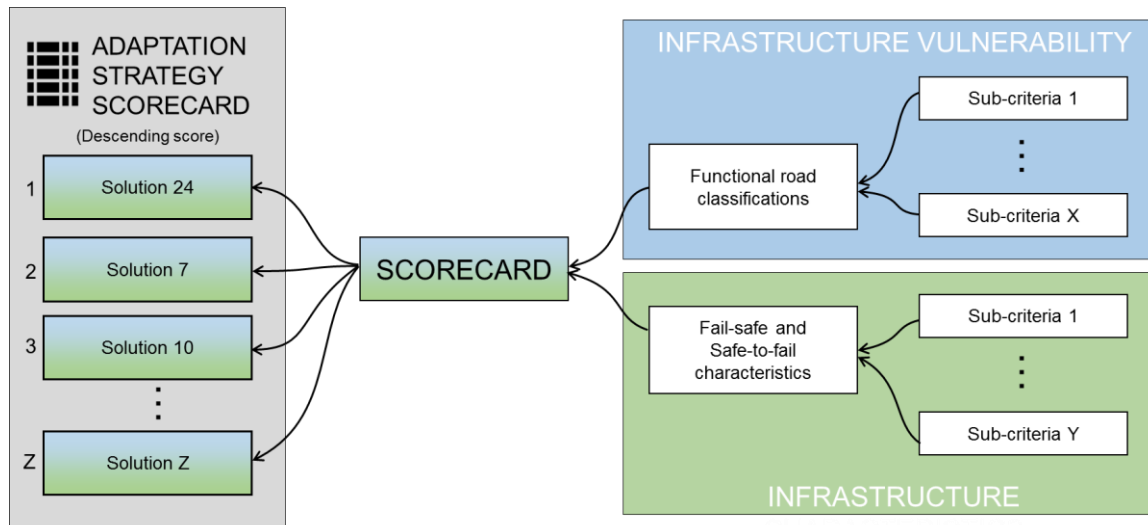 ADAPTATION
STRATEGY
SCORECARD
(Descending score)
1
Solution 24
2
Solution 7
3
Solution 10
Z
Solution Z
SCORECARD
INFRASTRUCTURE VULNERABILITY
Functional road
classifications
Sub-criteria 1
Sub-criteria X
Fail-safe and
Safe-to-fail
characteristics
Sub-criteria 1
Sub-criteria Y
INFRASTRUCTURE